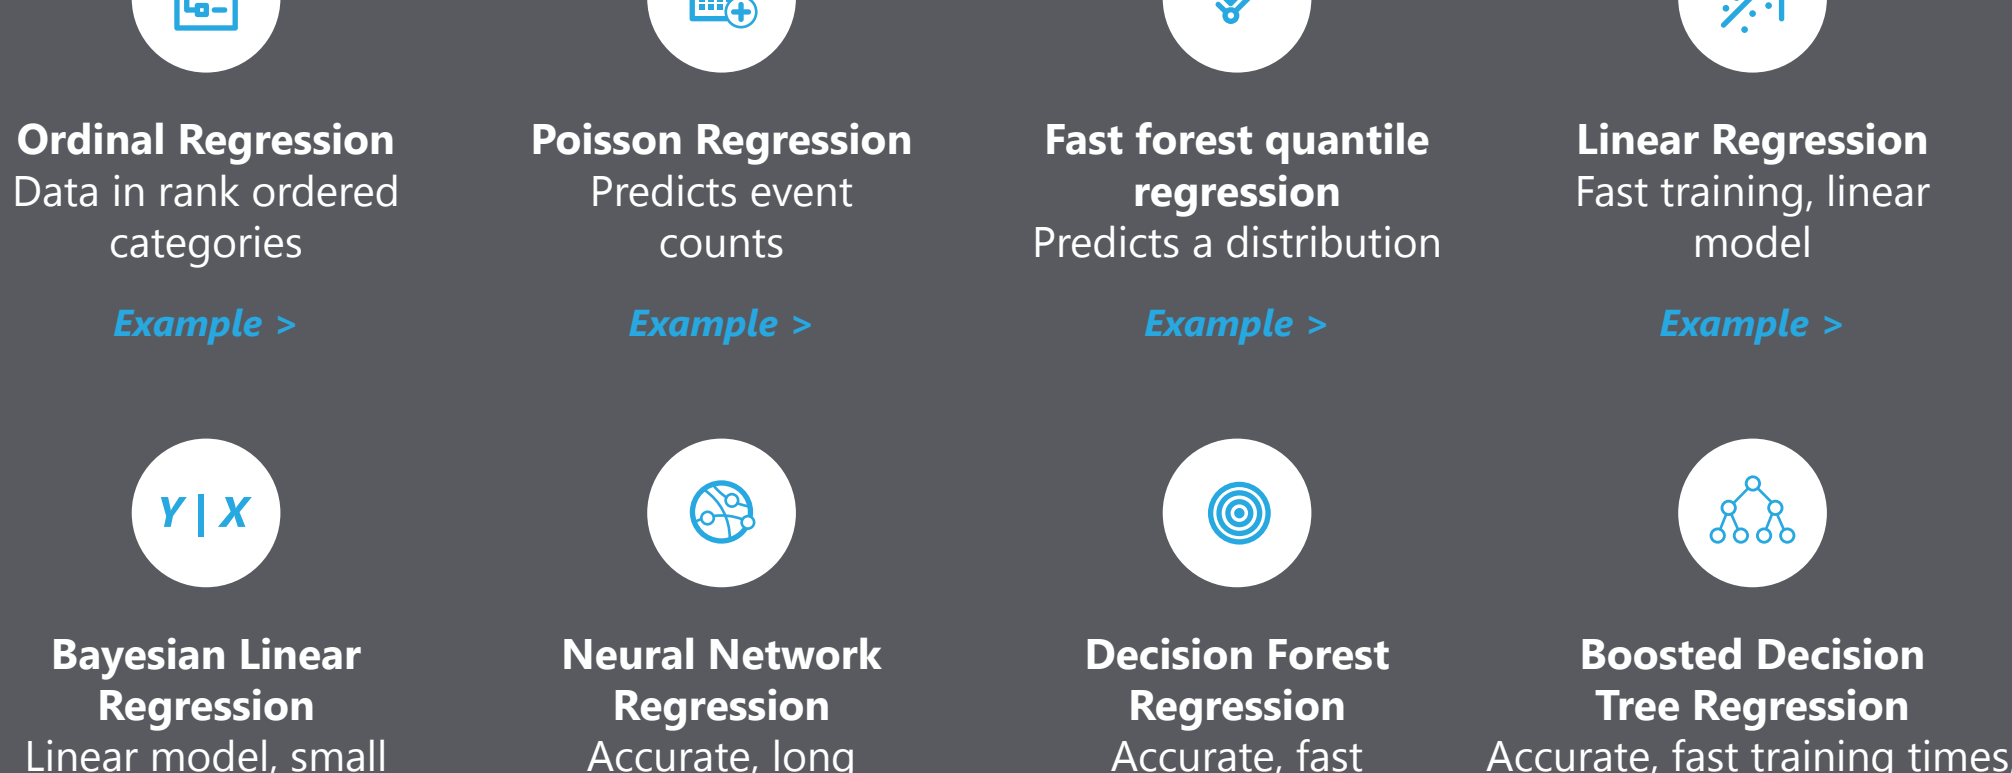 Ordinal Regression
Data in rank ordered
categories
Example >
Poisson Regression
Predicts event
counts
Example >
Fast forest quantile
regression
Predicts a distribution
Example >
Linear Regression
Fast training, linear
model
Example >
Y | X
Bayesian Linear
Regression
Linear model, small
Neural Network
Regression
Accurate, long
Decision Forest
Regression
Accurate, fast
Boosted Decision
Tree Regression
Accurate, fast training times